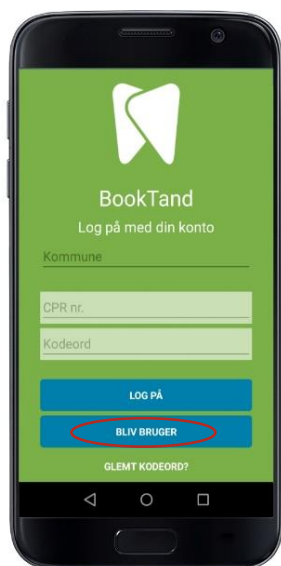 BookTand
Log på med din konto
Kommune
CPR nr.
Kodeord
LOG PÅ
BLIV BRUGER
GLEMT KODEORD?